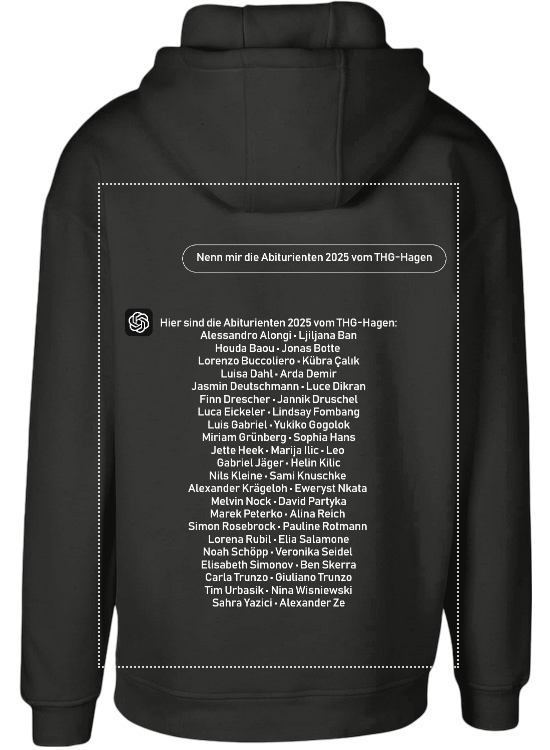 Nenn mir die Abiturienten 2025 vom THG-Hagen
Hier sind die Abiturienten 2025 vom THG-Hagen:
Alessandro Alongi • Ljiljana Ban
Houda Baou • Jonas Botte
Lorenzo Buccoliero • Kübra Çalık
Luisa Dahl • Arda Demir
Jasmin Deutschmann • Luce Dikran
Finn Drescher • Jannik Druschel
Luca Eickeler • Lindsay Fombang
Luis Gabriel • Yukiko Gogolok
Miriam Grünberg • Sophia Hans
Jette Heek • Marija Ilic • Leo
Gabriel Jäger • Helin Kilic
Nils Kleine • Sami Knuschke
Alexander Krägeloh • Eweryst Nkata
Melvin Nock • David Partyka
Marek Peterko • Alina Reich
Simon Rosebrock • Pauline Rotmann
Lorena Rubil • Elia Salamone
Noah Schöpp • Veronika Seidel
Elisabeth Simonov • Ben Skerra
Carla Trunzo • Giuliano Trunzo
Tim Urbasik • Nina Wisniewski
Sahra Yazici • Alexander Ze